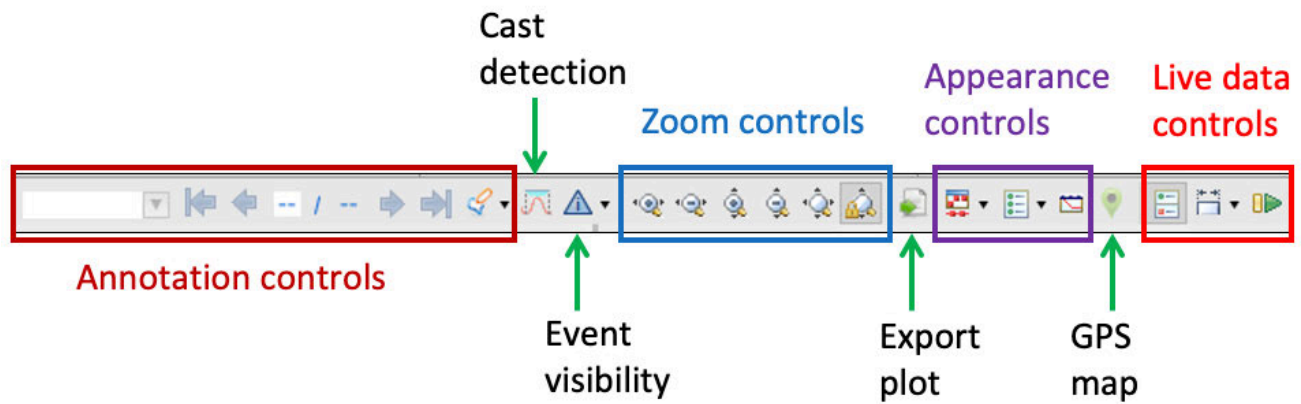 Cast
detection
Appearance
controls
Live data
controls
Zoom controls
-- / --
Annotation controls
Event
visibility
Export
plot
GPS
map